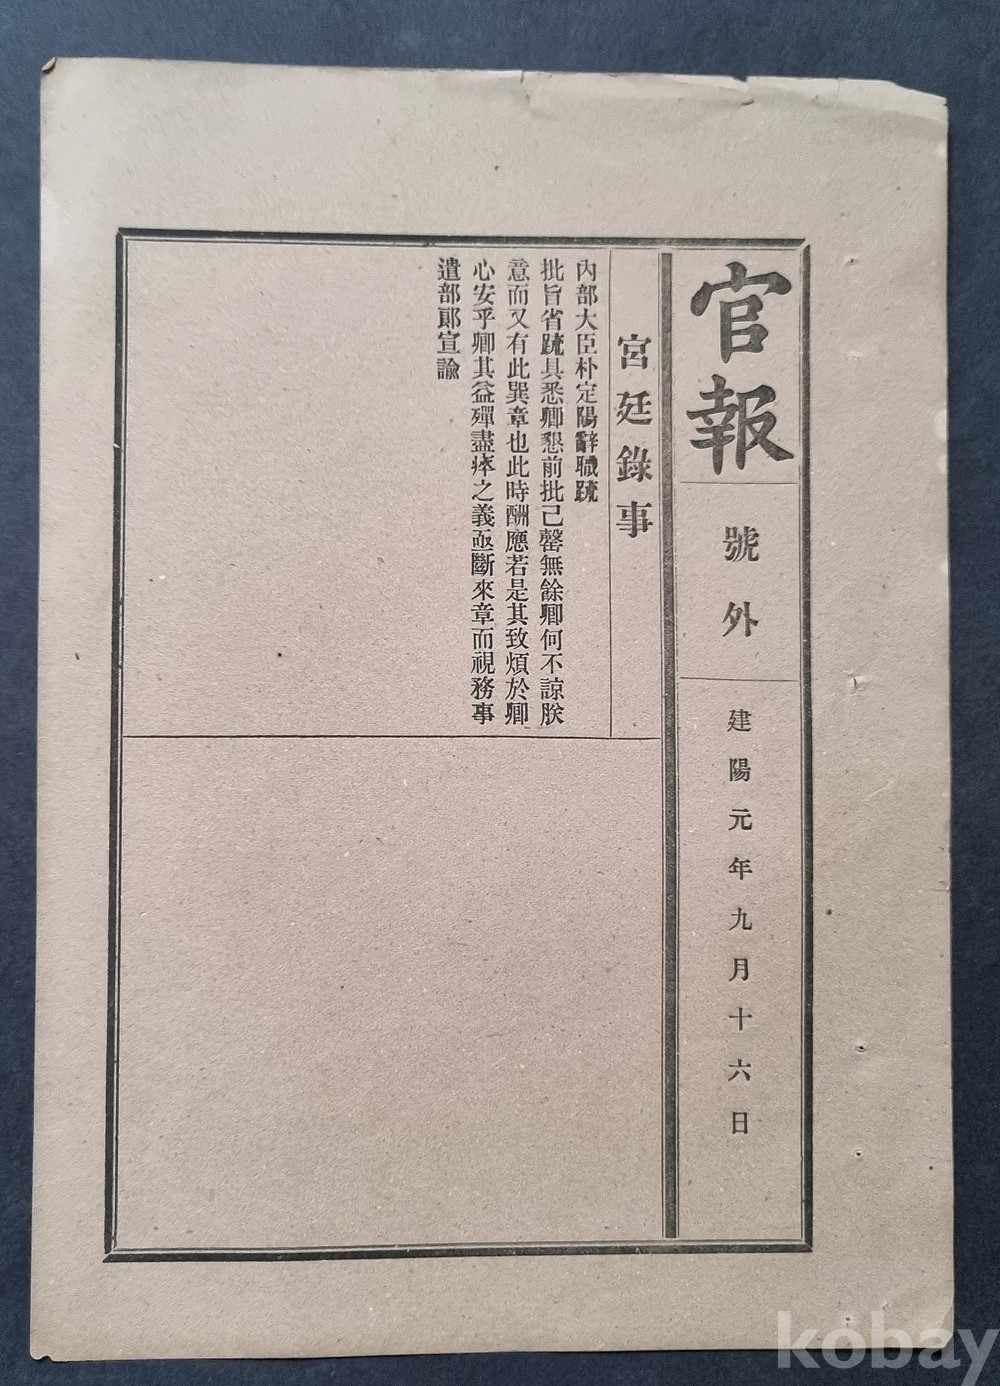 官報
號外
建陽元年九月十六日
宮廷錄事
內部大臣朴定陽辭職疏
批旨省疏具悉卿懇前批己罄無餘卿何不諒朕
意而又有此巽章也此時酬應若是其致煩於卿
心安乎卿其益殫盡瘁之義亟斷來章而視務事
遣部郞宣諭
kobay